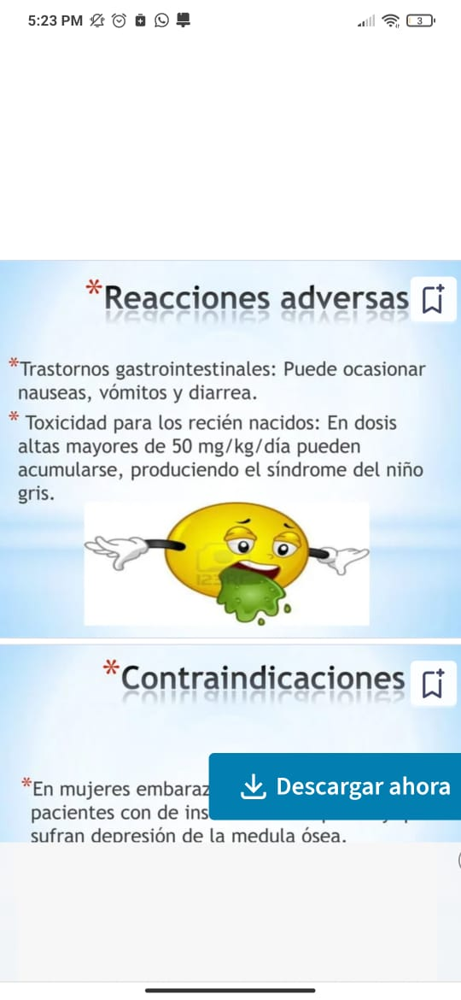 5:23 PM
3
*Reacciones adversas
*Trastornos gastrointestinales: Puede ocasionar
nauseas, vómitos y diarrea.
* Toxicidad para los recién nacidos: En dosis
altas mayores de 50 mg/kg/día pueden
acumularse, produciendo el síndrome del niño
gris.
*Contraindicaciones
*En mujeres embaraz
Descargar ahora
pacientes con de ins
sufran depresión de la medula ósea.